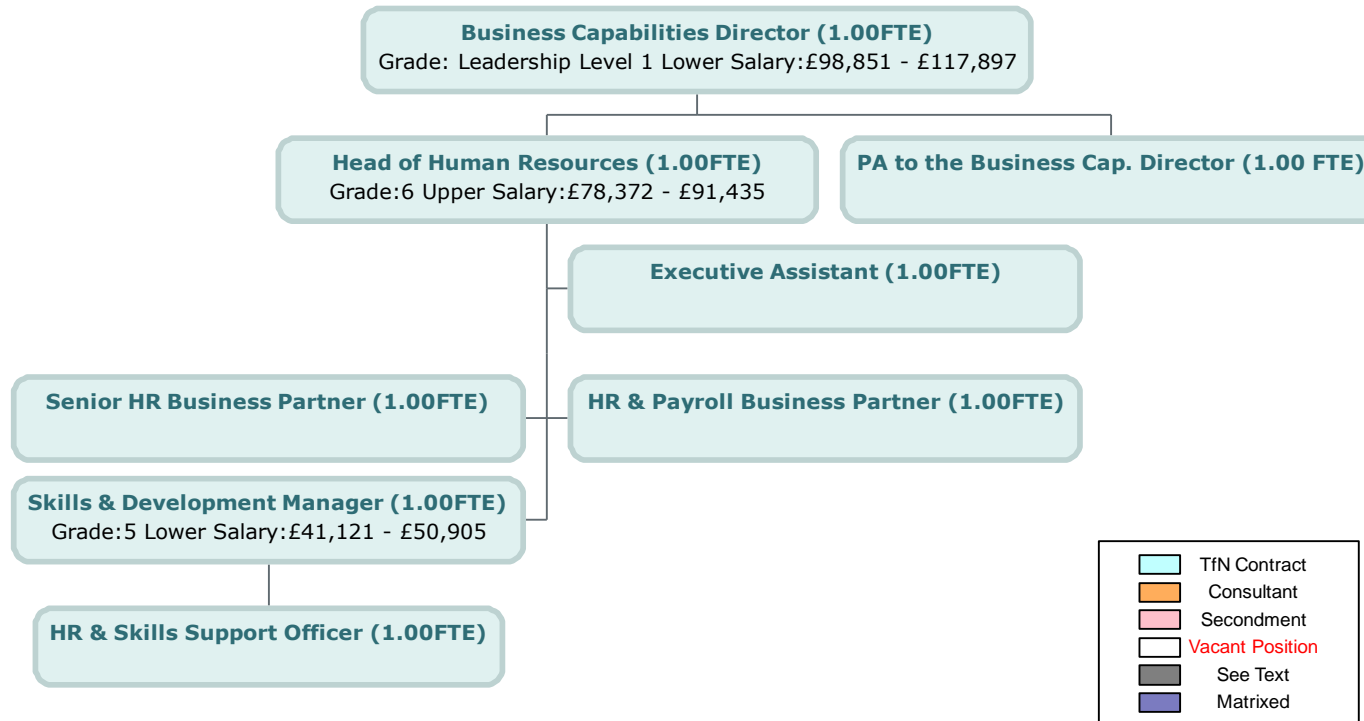 Business Capabilities Director (1.00FTE)
Grade: Leadership Level 1 Lower Salary:£98,851 - £117,897
Head of Human Resources (1.00FTE)
Grade:6 Upper Salary:£78,372 - £91,435
PA to the Business Cap. Director (1.00 FTE)
Executive Assistant (1.00FTE)
Senior HR Business Partner (1.00FTE)
HR & Payroll Business Partner (1.00FTE)
Skills & Development Manager (1.00FTE)
Grade:5 Lower Salary:£41,121 - £50,905
HR & Skills Support Officer (1.00FTE)
TfN Contract
Consultant
Secondment
Vacant Position
See Text
Matrixed